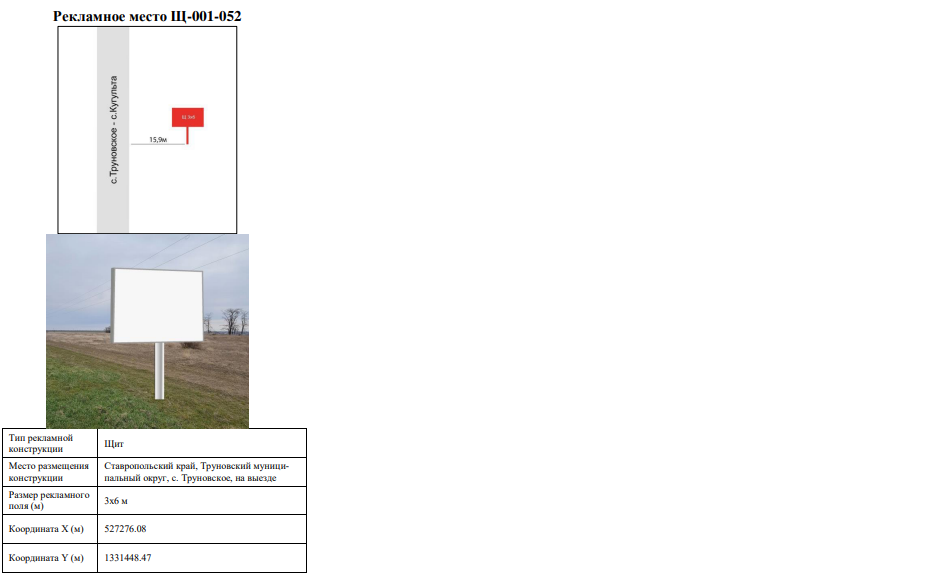 Рекламное место Щ-001-052
с.Труновское - с.Кугульта
Щ 3х6
15,9м
Тип рекламной
конструкции
Щит
Место размещения
конструкции
Ставропольский край, Труновский муници-
пальный округ, с. Труновское, на выезде
Размер рекламного
поля (м)
3х6 м
Координата X (м)
527276.08
Координата Y (м)
1331448.47